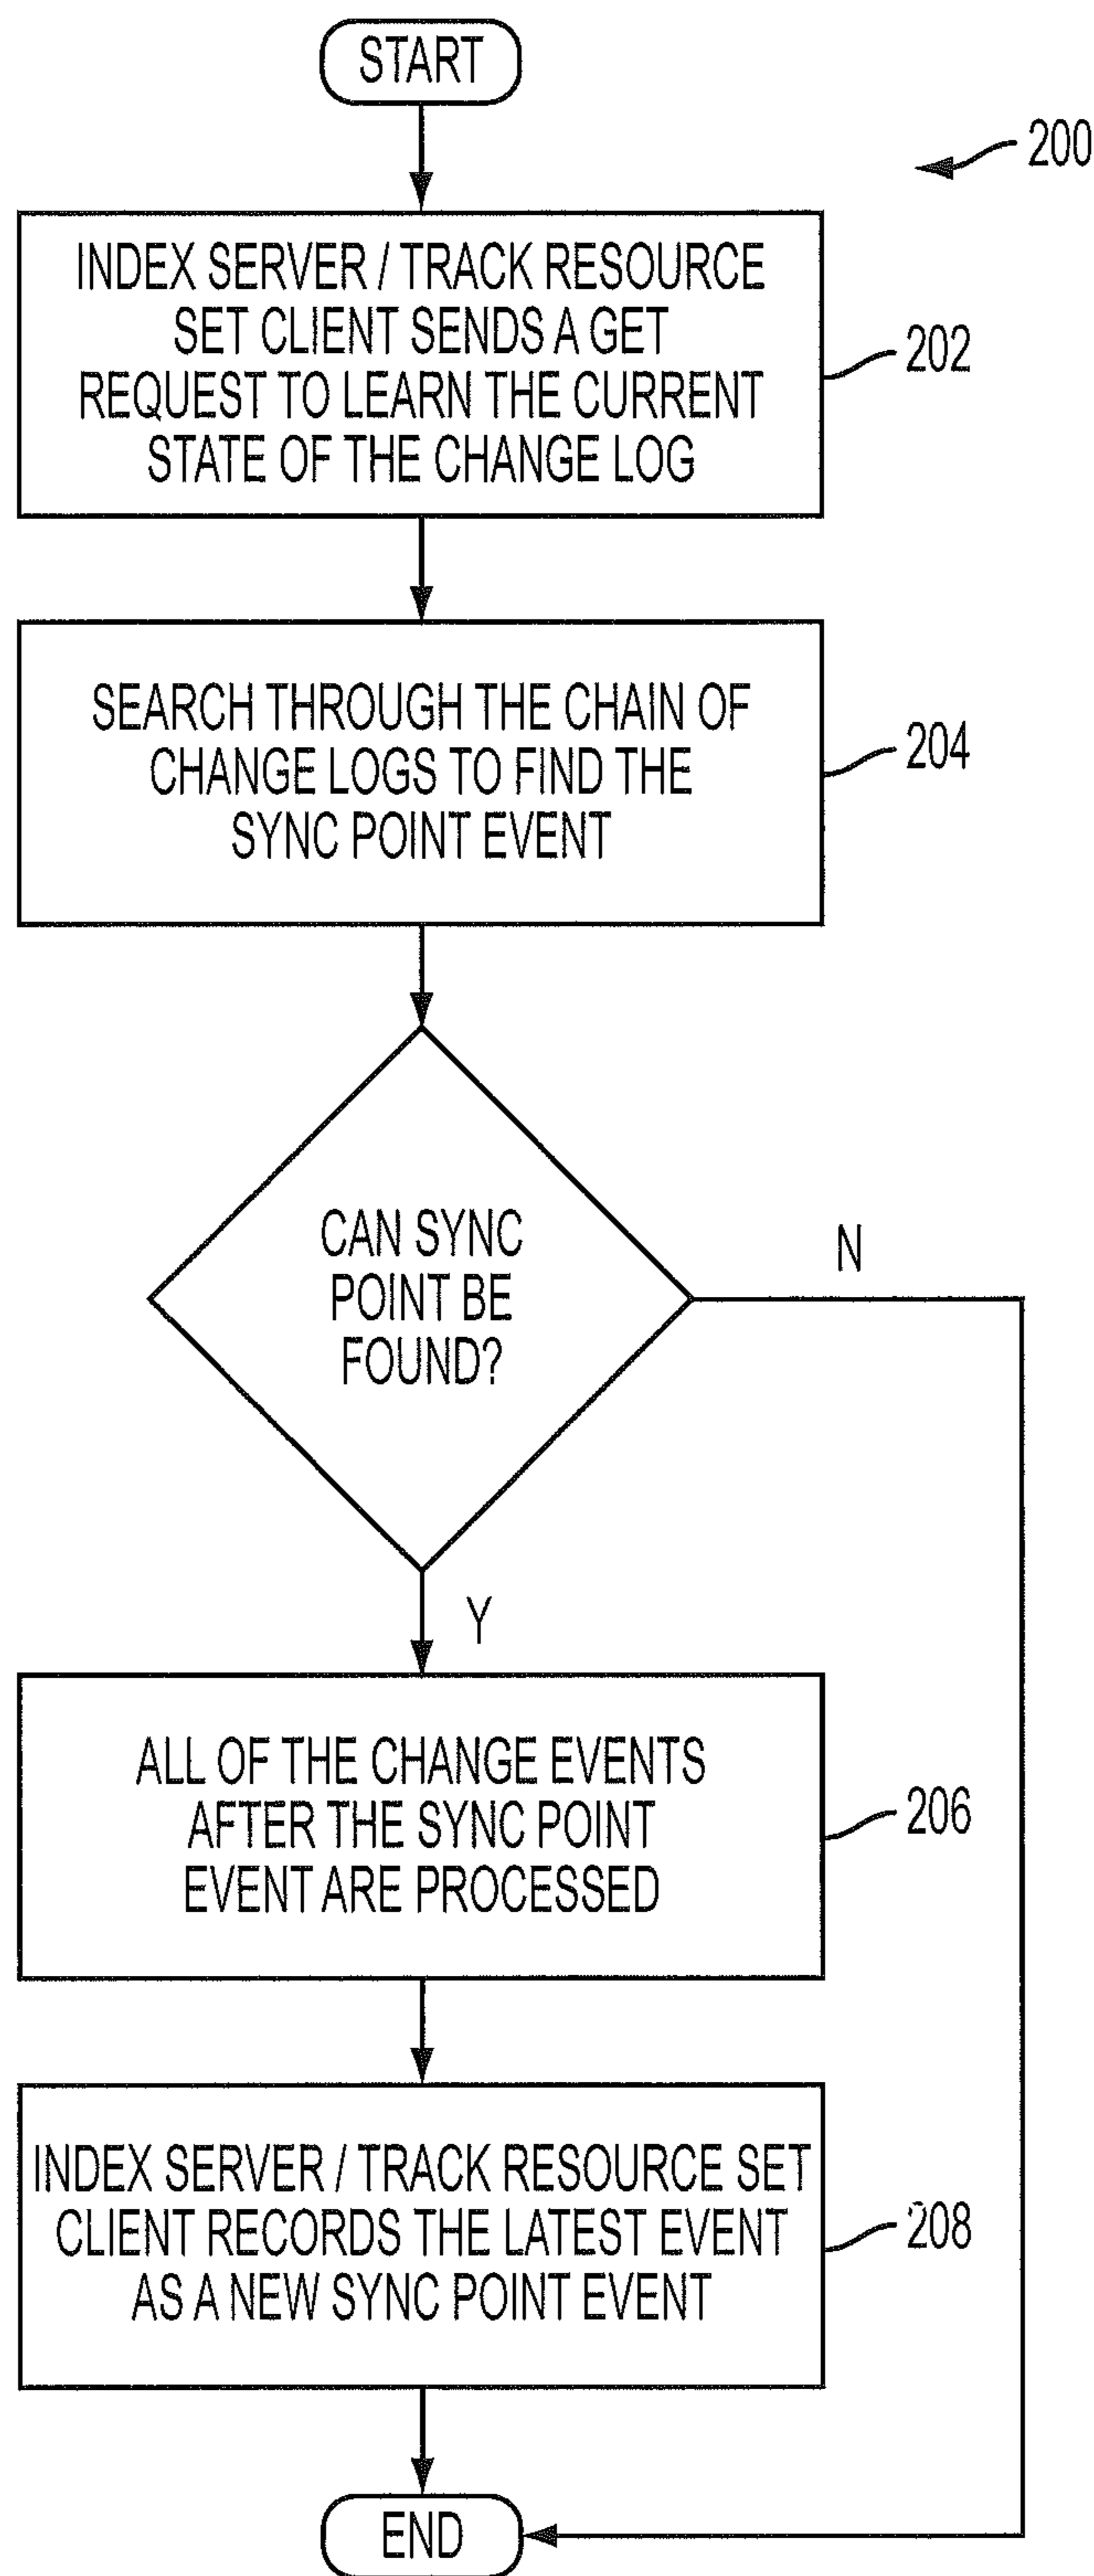 START
200
INDEX SERVER / TRACK RESOURCE
SET CLIENT SENDS A GET
REQUEST TO LEARN THE CURRENT
STATE OF THE CHANGE LOG
202
SEARCH THROUGH THE CHAIN OF
CHANGE LOGS TO FIND THE
SYNC POINT EVENT
204
CAN SYNC
POINT BE
FOUND?
N
Y
ALL OF THE CHANGE EVENTS
AFTER THE SYNC POINT
EVENT ARE PROCESSED
206
INDEX SERVER / TRACK RESOURCE SET
CLIENT RECORDS THE LATEST EVENT
AS A NEW SYNC POINT EVENT
208
END